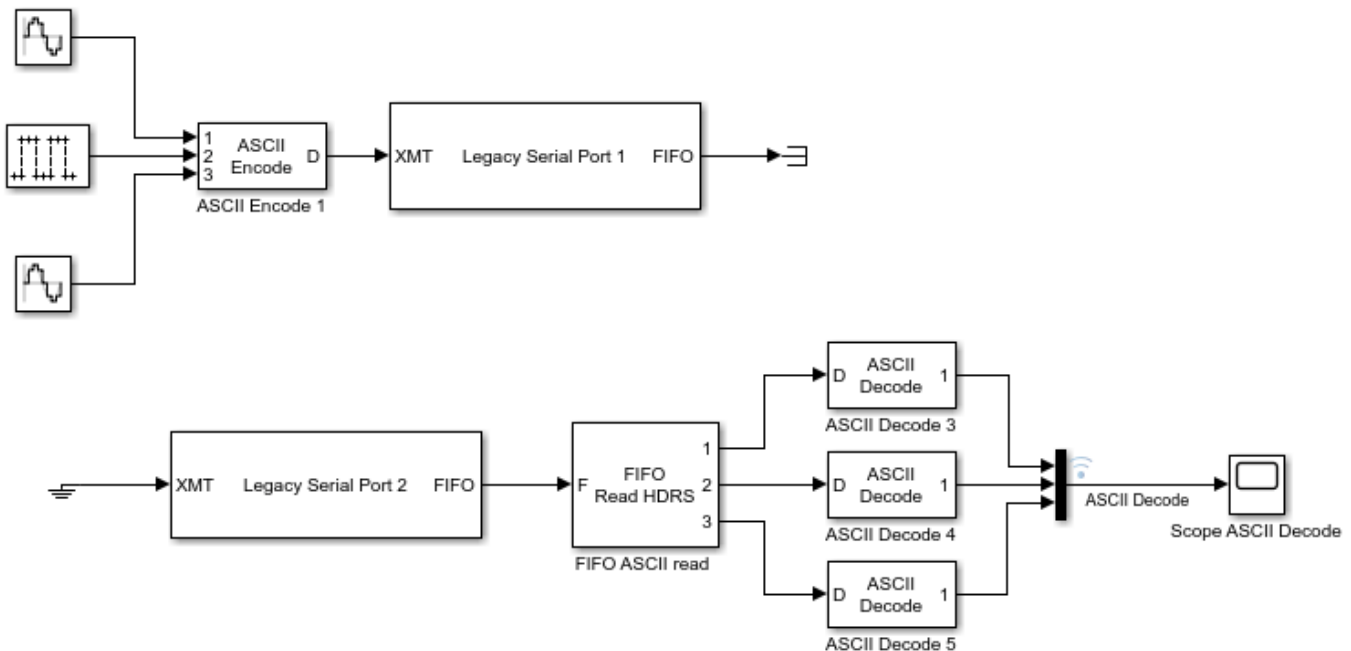 1
2
3
ASCII
Encode
D
ASCII Encode 1
XMT
Legacy Serial Port 1
FIFO
XMT
Legacy Serial Port 2
FIFO
F
FIFO
Read HDRS
1
2
3
FIFO ASCII read
D
ASCII
Decode
1
ASCII Decode 3
D
ASCII
Decode
1
ASCII Decode 4
D
ASCII
Decode
1
ASCII Decode 5
ASCII Decode
Scope ASCII Decode